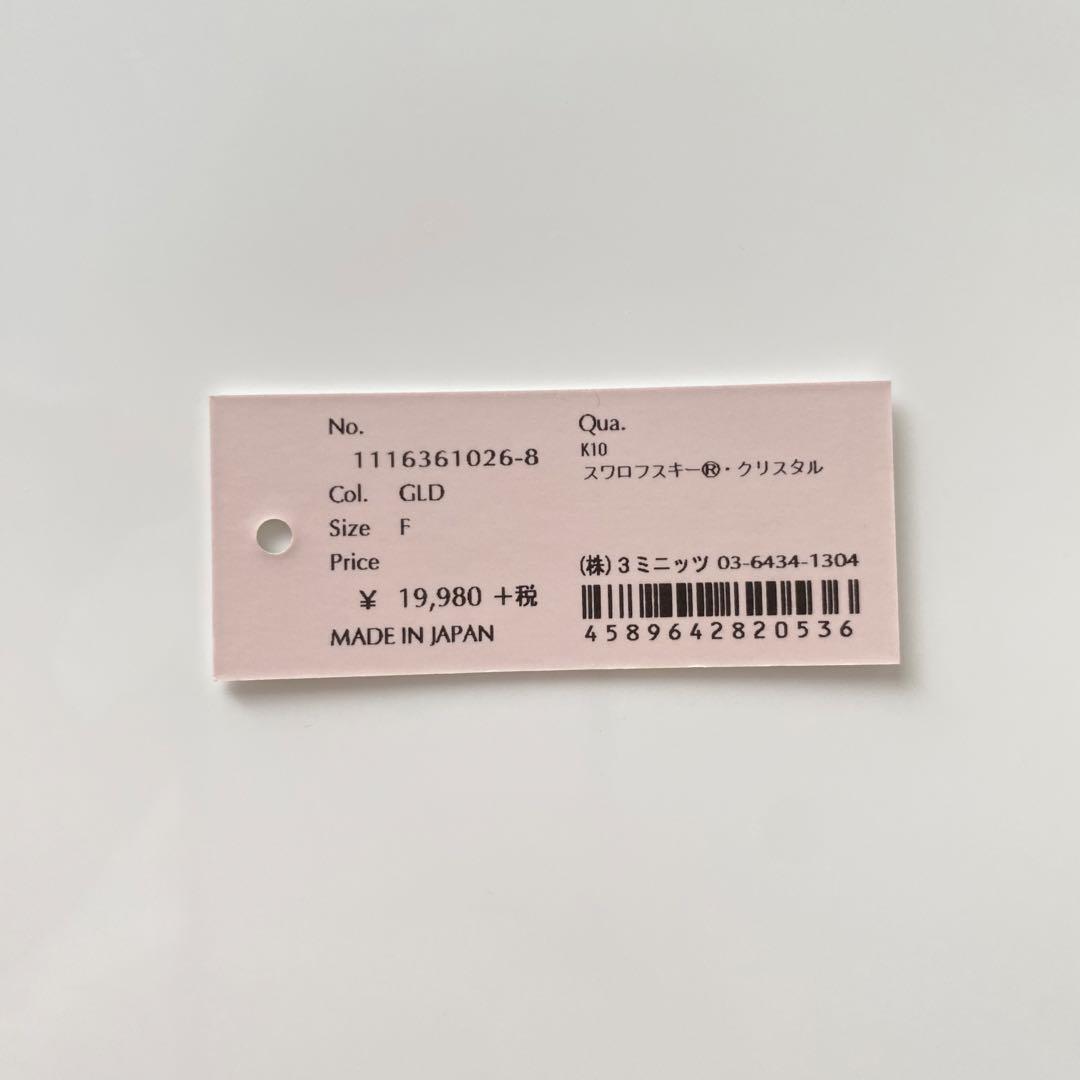 No.
1116361026-8
Col. GLD
Size F
Price
¥ 19,980 +税
MADE IN JAPAN
Qua.
K10
スワロフスキー®・クリスタル
(株)3ミニッツ 03-6434-1304
4589642820536